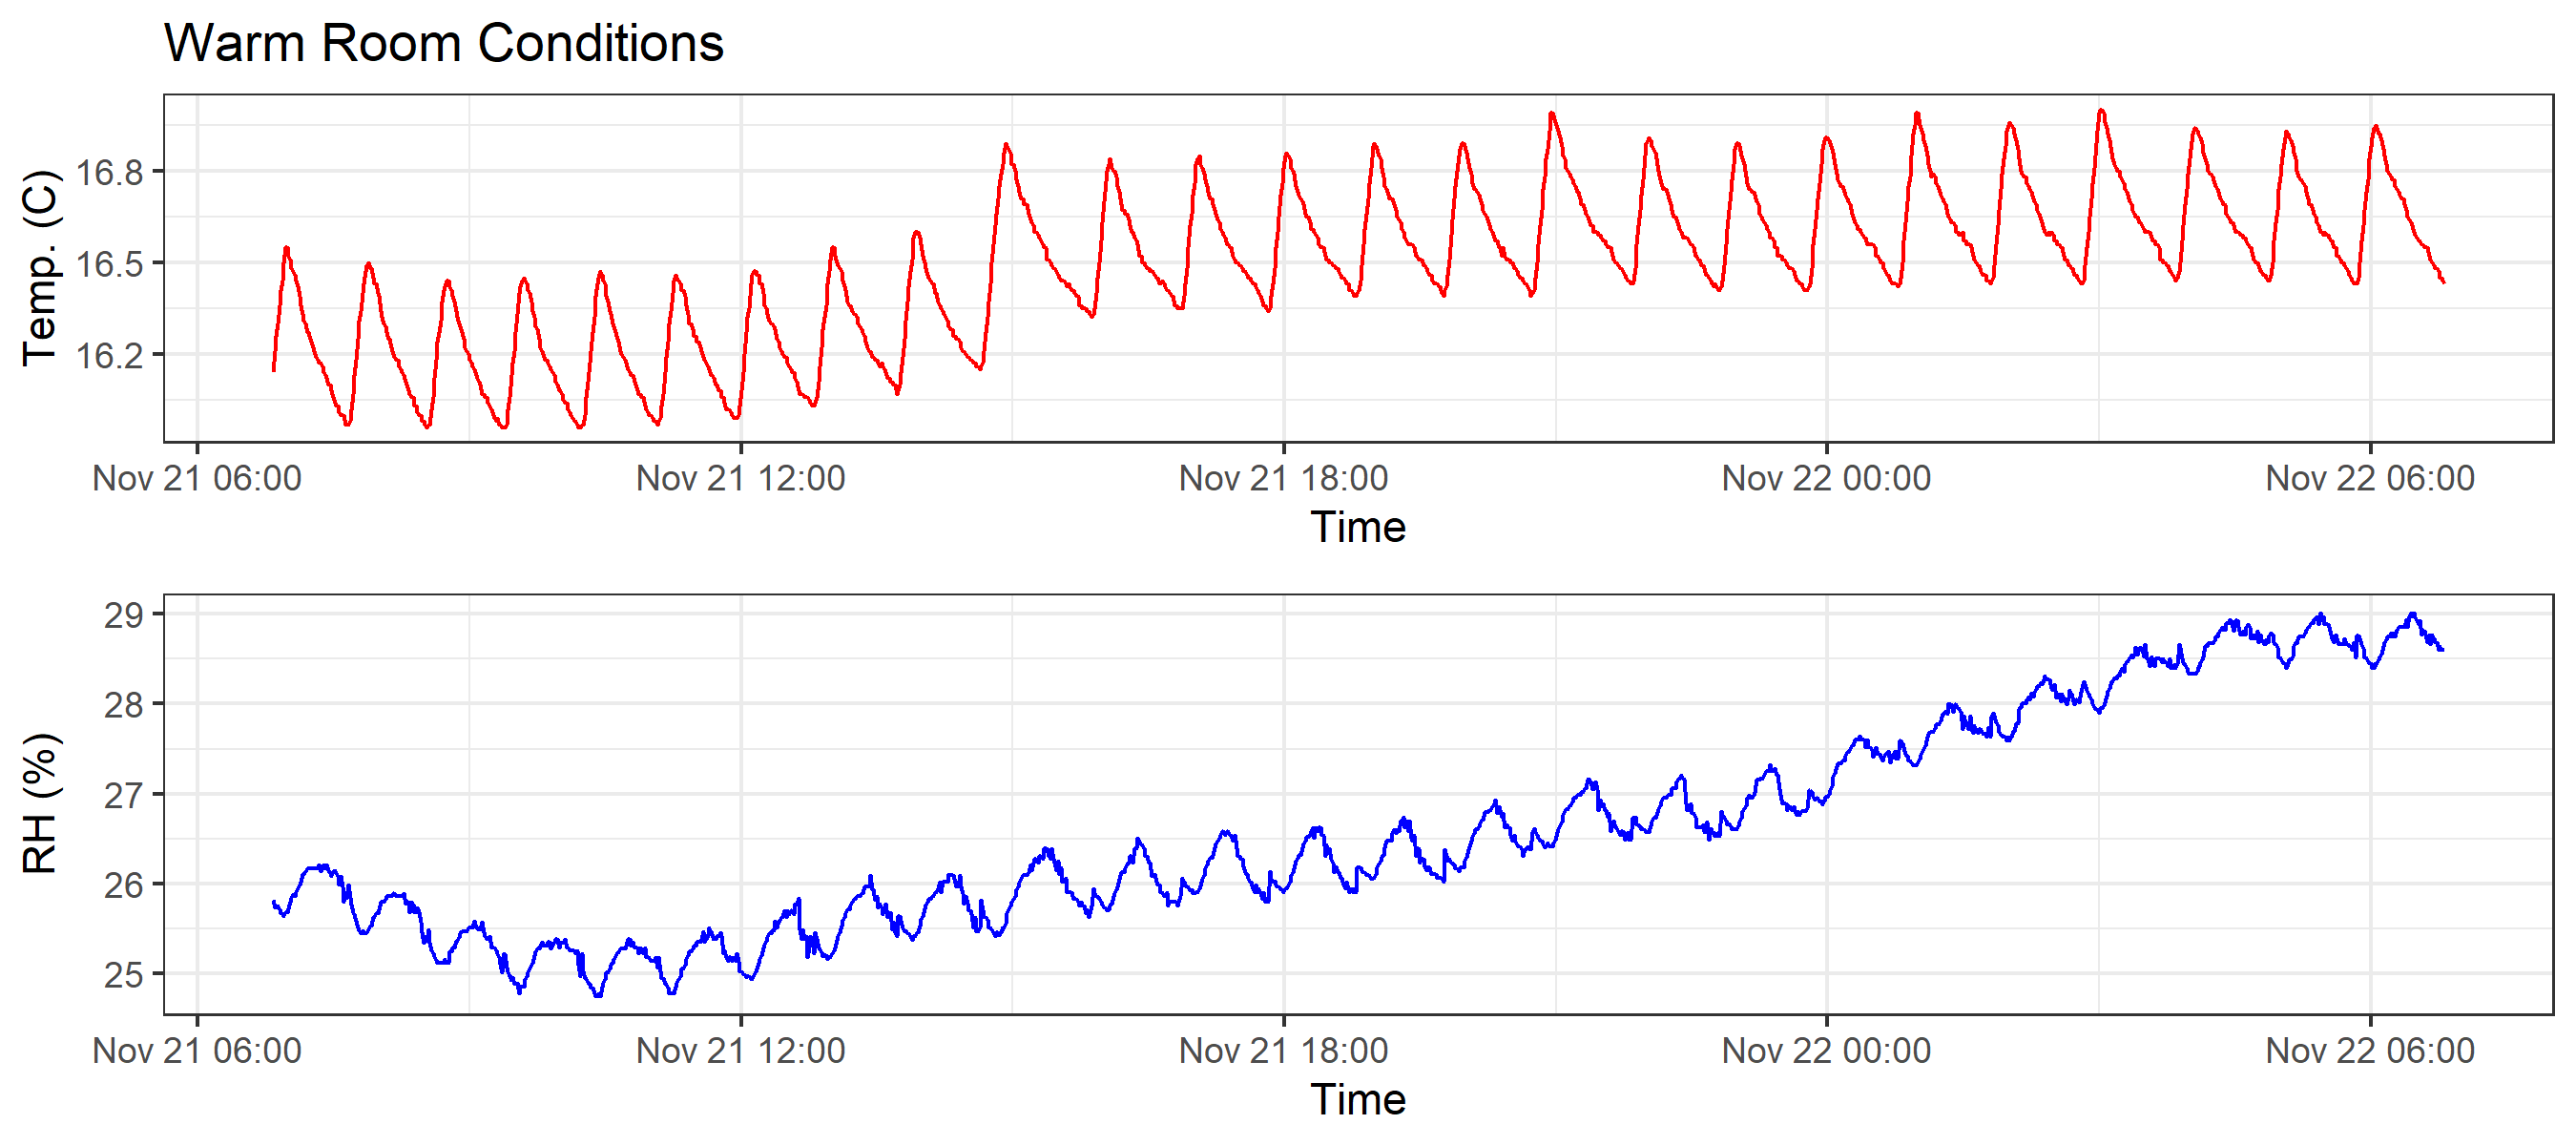 Warm Room Conditions
Temp. (C)
16.8
16.5
16.2
Nov 21 06:00 Nov 21 12:00 Nov 21 18:00 Nov 22 00:00 Nov 22 06:00
Time
RH (%)
29
28
27
26
25
Nov 21 06:00 Nov 21 12:00 Nov 21 18:00 Nov 22 00:00 Nov 22 06:00
Time